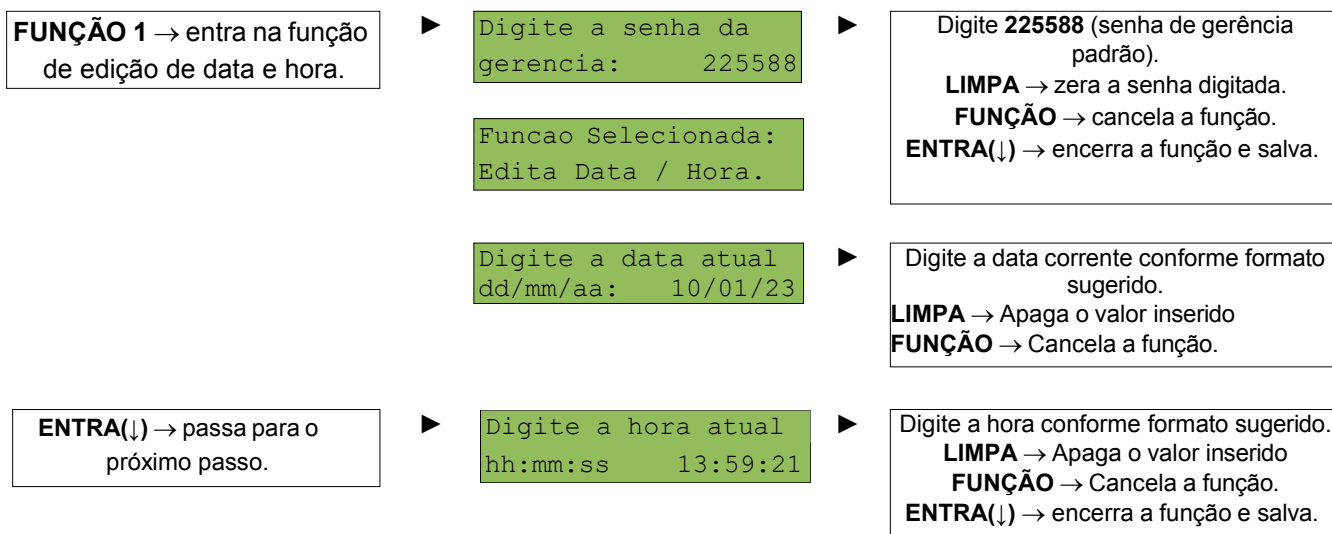 FUNÇÃO 1 → entra na função
de edição de data e hora.
►
Digite a senha da
gerencia: 225588
►
Digite 225588 (senha de gerência
padrão).
LIMPA → zera a senha digitada.
FUNÇÃO → cancela a função.
ENTRA(↓) → encerra a função e salva.
Funcao Selecionada:
Edita Data / Hora.
Digite a data atual
dd/mm/aa: 10/01/23
►
Digite a data corrente conforme formato
sugerido.
LIMPA → Apaga o valor inserido
FUNÇÃO → Cancela a função.
ENTRA(↓) → passa para o
próximo passo.
►
Digite a hora atual
hh:mm:ss 13:59:21
►
Digite a hora conforme formato sugerido.
LIMPA → Apaga o valor inserido
FUNÇÃO → Cancela a função.
ENTRA(↓) → encerra a função e salva.